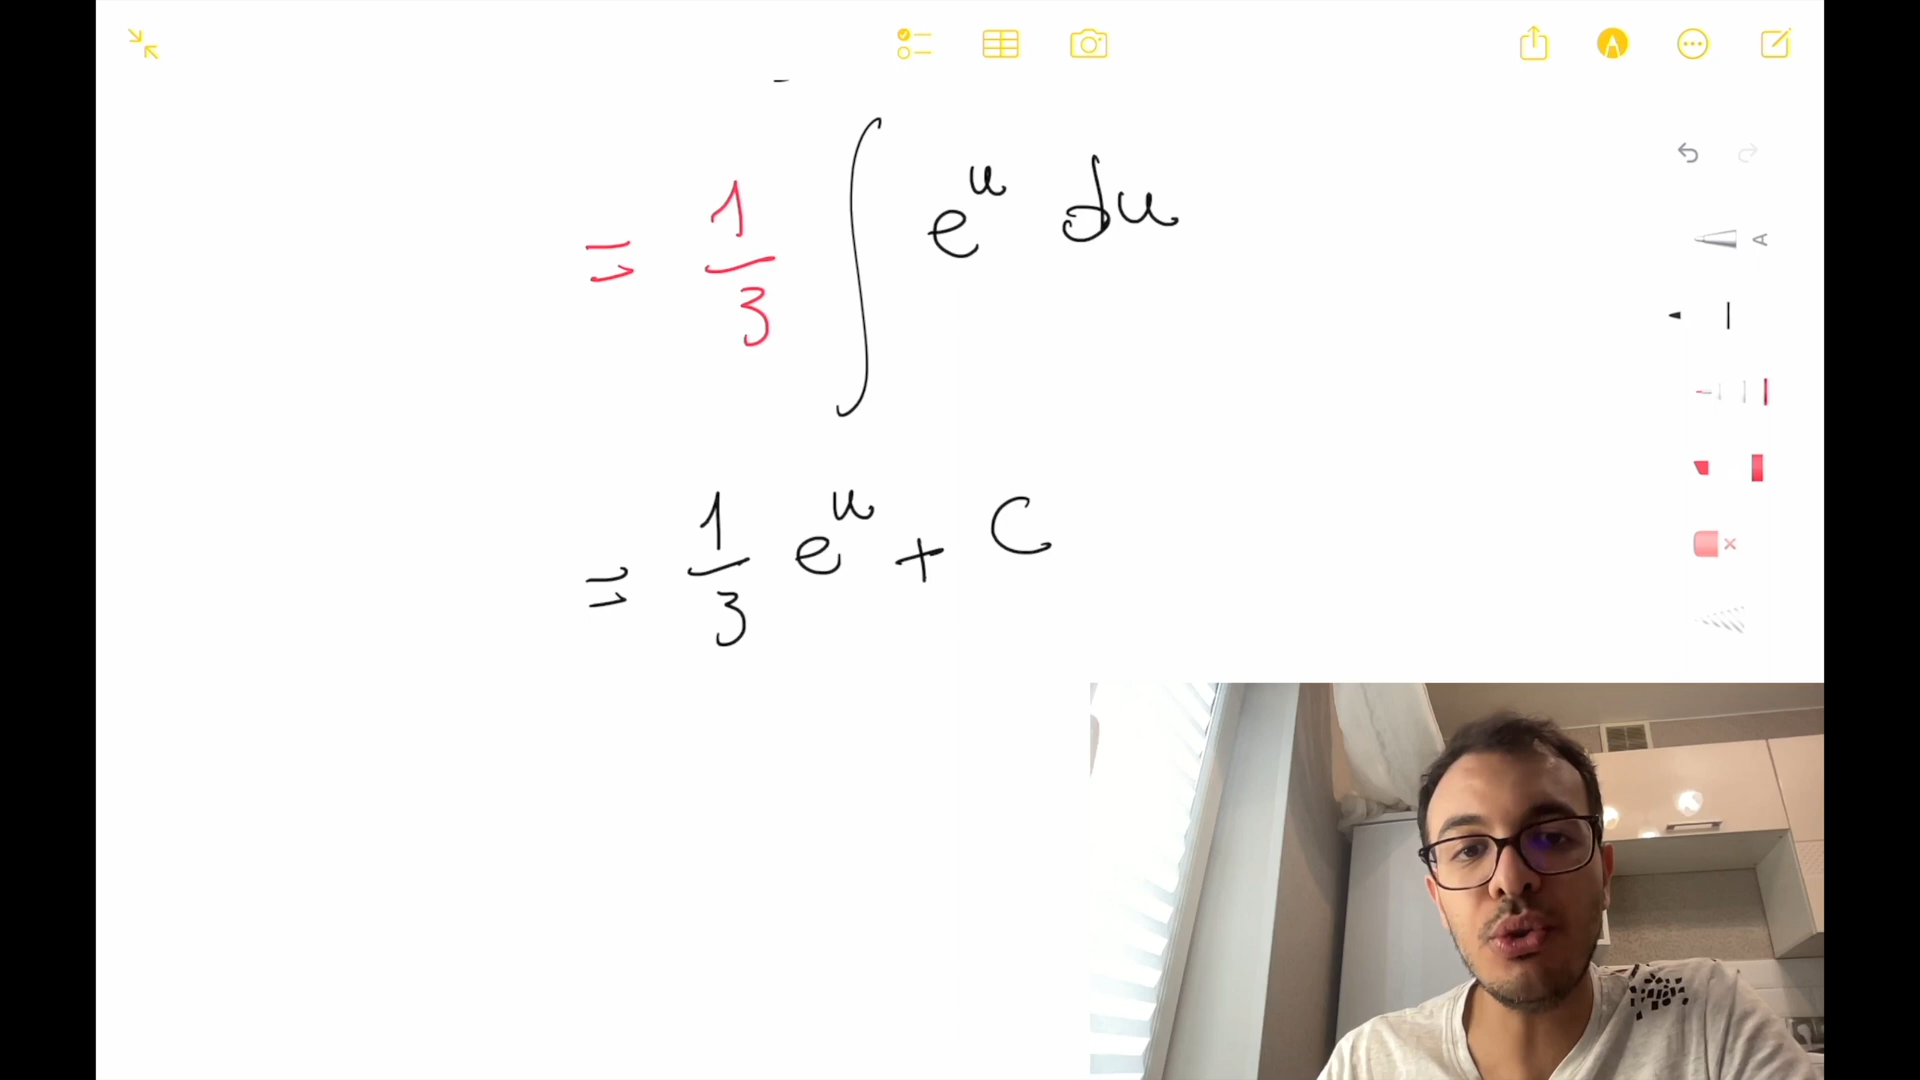 = 1/3 ∫ e^u du
= 1/3 e^u + C